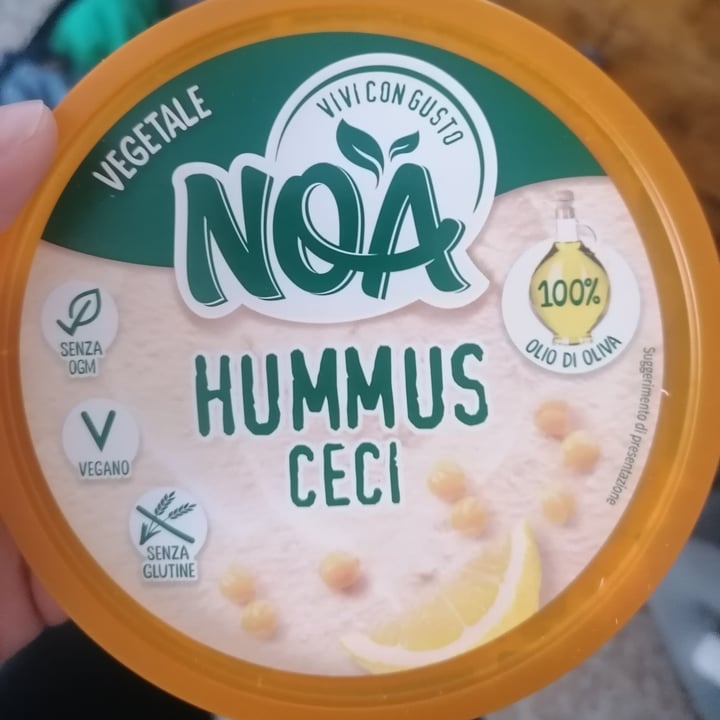 VEGETALE
VIVI CON GUSTO
NOA
100%
OLIO DI OLIVA
SENZA
OGM
HUMMUS
CECI
VEGANO
SENZA
GLUTINE
Suggerimento di presentazione